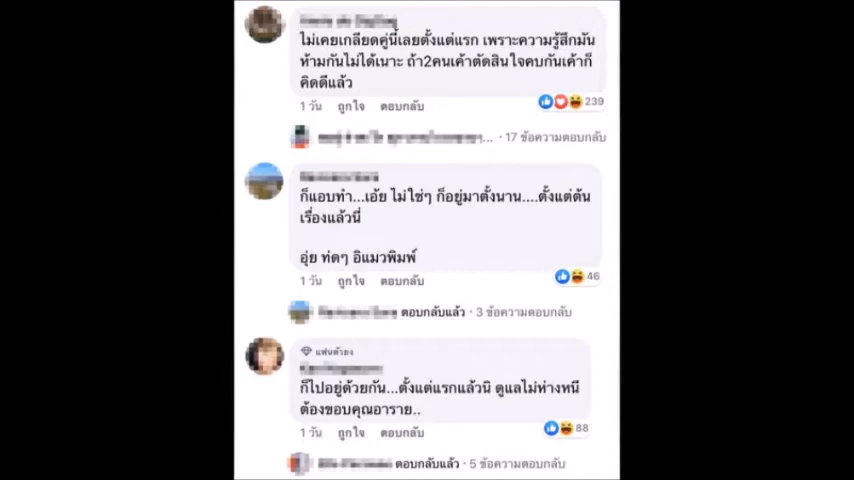 ไม่เคยเกลียดคู่นี้เลยตั้งแต่แรก เพราะความรู้สึกมัน
ห้ามกันไม่ได้เนาะ ถ้า2คนเค้าตัดสินใจคบกันเค้าก็
คิดดีแล้ว
1 วัน ถูกใจ ตอบกลับ 239
... · 17 ข้อความตอบกลับ
ก็แอบทำ...เอ้ย ไม่ใช่ๆ ก็อยู่มาตั้งนาน....ตั้งแต่ต้น
เรื่องแล้วนี่
อุ่ย ท่ดๆ อิแมวพิมพ์
1 วัน ถูกใจ ตอบกลับ 46
ตอบกลับแล้ว · 3 ข้อความตอบกลับ
แฟนตัวยง
ก็ไปอยู่ด้วยกัน...ตั้งแต่แรกแล้วนิ ดูแลไม่ห่างหนี
ต้องขอบคุณอาราย..
1 วัน ถูกใจ ตอบกลับ 88
ตอบกลับแล้ว · 5 ข้อความตอบกลับ